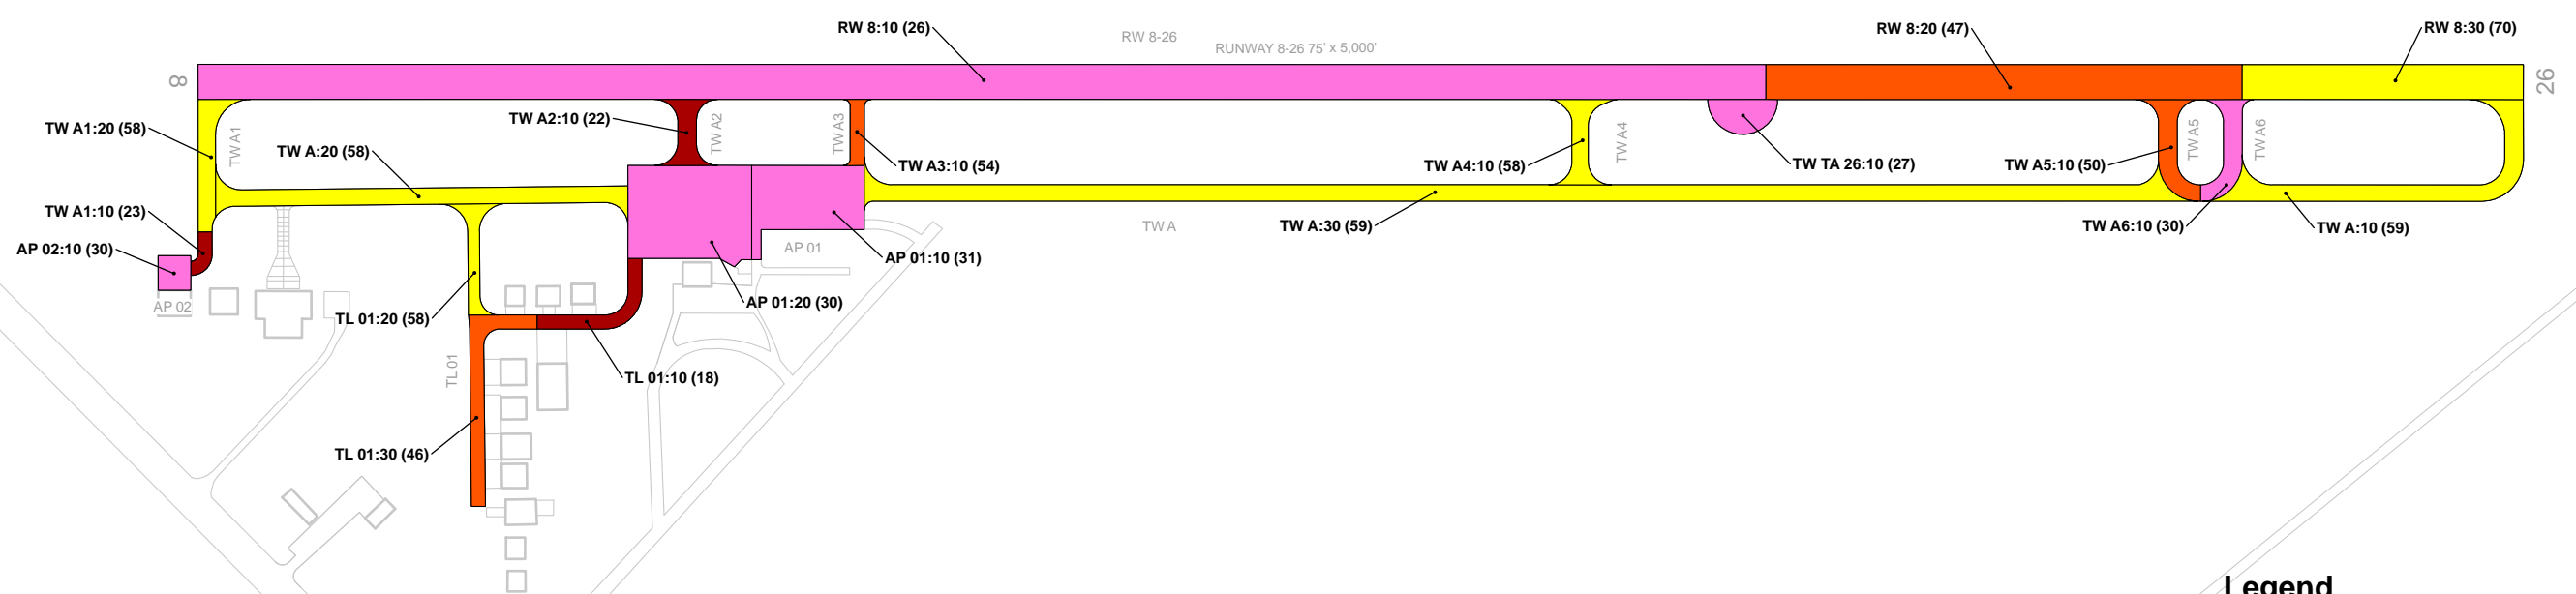 RW 8:10 (26)
RW 8-26
RUNWAY 8-26 75' x 5,000'
RW 8:20 (47)
RW 8:30 (70)
8
26
TW A1:20 (58)
TW A1
TW A:20 (58)
TW A2:10 (22)
TW A2
TW A3
TW A3:10 (54)
TW A4:10 (58)
TW A4
TW TA 26:10 (27)
TW A5:10 (50)
TW A5
TW A6
TW A1:10 (23)
TW A:30 (59)
TW A
TW A6:10 (30)
TW A:10 (59)
AP 02:10 (30)
AP 01
AP 01:10 (31)
AP 02
AP 01:20 (30)
TL 01:20 (58)
TL 01
TL 01:10 (18)
TL 01:30 (46)
Legend